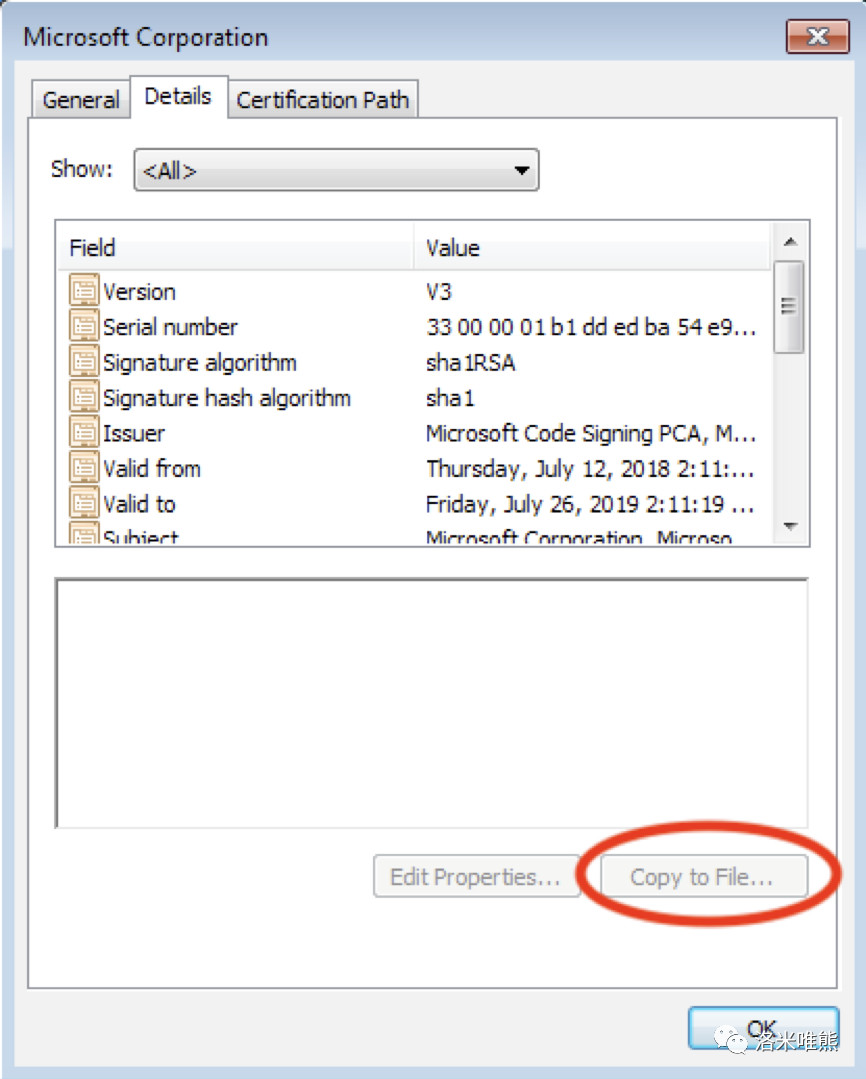 Microsoft Corporation
General Details Certification Path
Show: <All>
Field Value
Version V3
Serial number 33 00 00 01 b1 dd ed ba 54 e9...
Signature algorithm sha1RSA
Signature hash algorithm sha1
Issuer Microsoft Code Signing PCA, M...
Valid from Thursday, July 12, 2018 2:11:...
Valid to Friday, July 26, 2019 2:11:19 ...
Subject Microsoft Corporation, Microso
Edit Properties... Copy to File...
OK
洛米唯熊